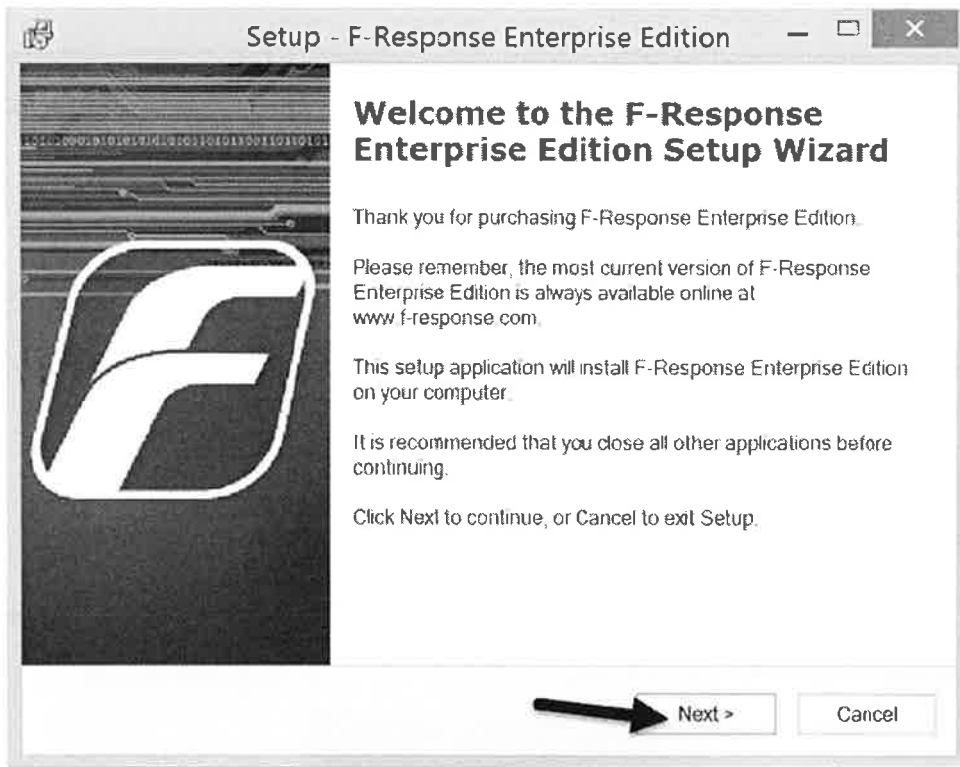 Setup - F-Response Enterprise Edition
Welcome to the F-Response
Enterprise Edition Setup Wizard
Thank you for purchasing F-Response Enterprise Edition.
Please remember, the most current version of F-Response
Enterprise Edition is always available online at
www.f-response.com.
This setup application will install F-Response Enterprise Edition
on your computer.
It is recommended that you close all other applications before
continuing.
Click Next to continue, or Cancel to exit Setup.
Next >
Cancel